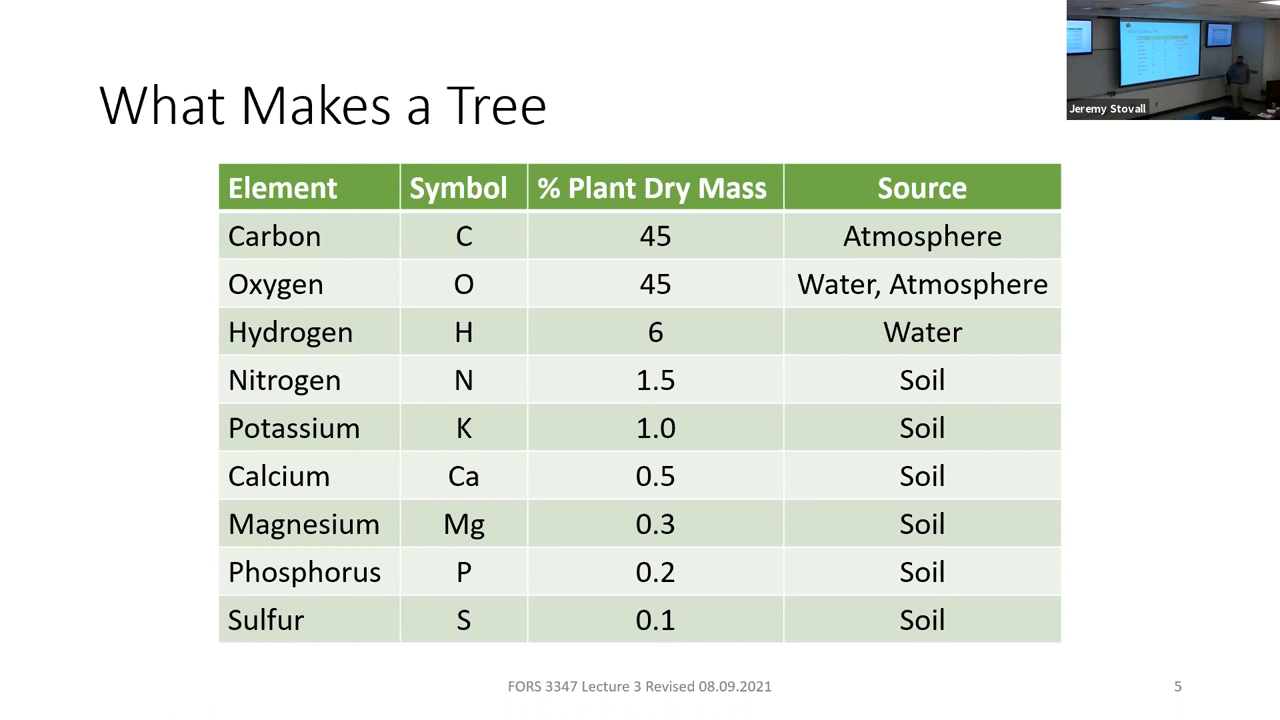 Jeremy Stovall
What Makes a Tree
Element Symbol % Plant Dry Mass Source
Carbon C 45 Atmosphere
Oxygen O 45 Water, Atmosphere
Hydrogen H 6 Water
Nitrogen N 1.5 Soil
Potassium K 1.0 Soil
Calcium Ca 0.5 Soil
Magnesium Mg 0.3 Soil
Phosphorus P 0.2 Soil
Sulfur S 0.1 Soil
FORS 3347 Lecture 3 Revised 08.09.2021 5